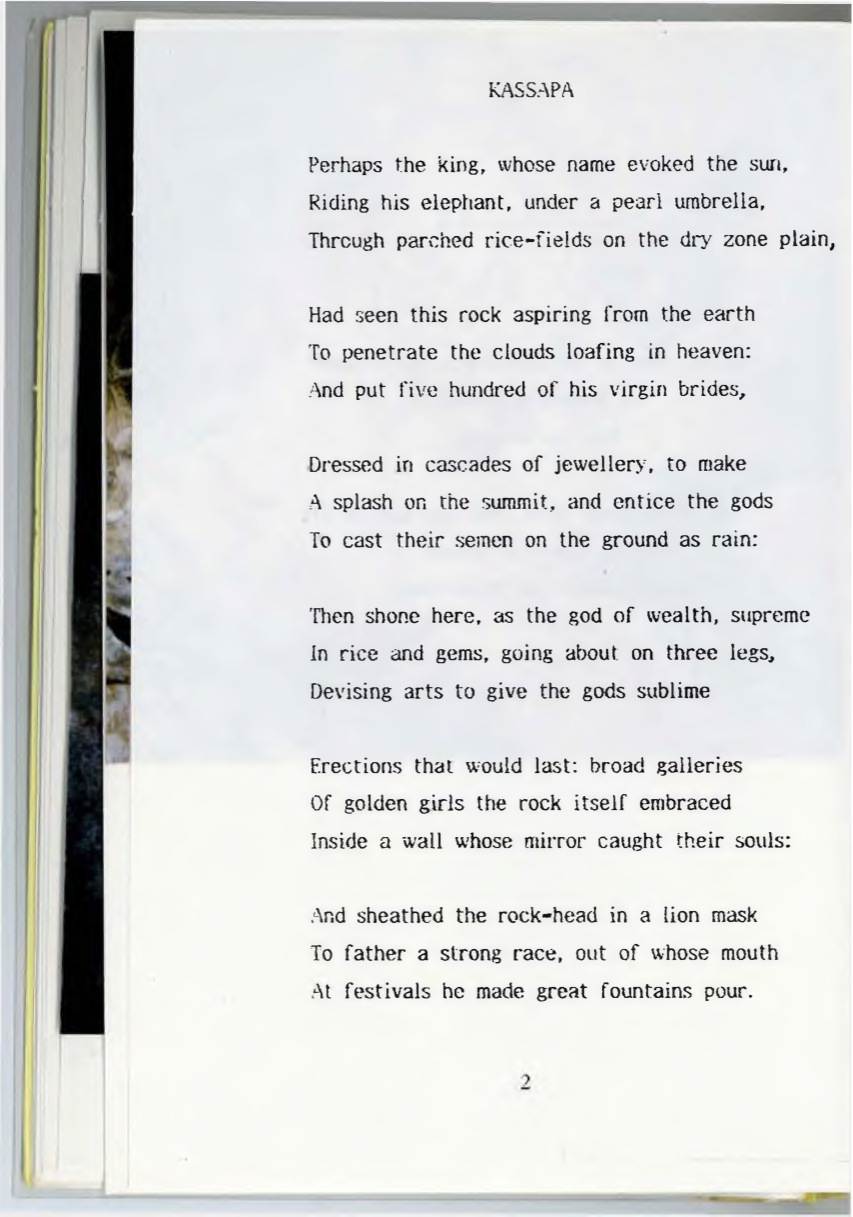 KASSAPA

Perhaps the king, whose name evoked the sun,
Riding his elephant, under a pearl umbrella,
Through parched rice-fields on the dry zone plain,

Had seen this rock aspiring from the earth
To penetrate the clouds loafing in heaven:
And put five hundred of his virgin brides,

Dressed in cascades of jewellery, to make
A splash on the summit, and entice the gods
To cast their semen on the ground as rain:

Then shone here, as the god of wealth, supreme
In rice and gems, going about on three legs,
Devising arts to give the gods sublime

Erections that would last: broad galleries
Of golden girls the rock itself embraced
Inside a wall whose mirror caught their souls:

And sheathed the rock-head in a lion mask
To father a strong race, out of whose mouth
At festivals he made great fountains pour.

2